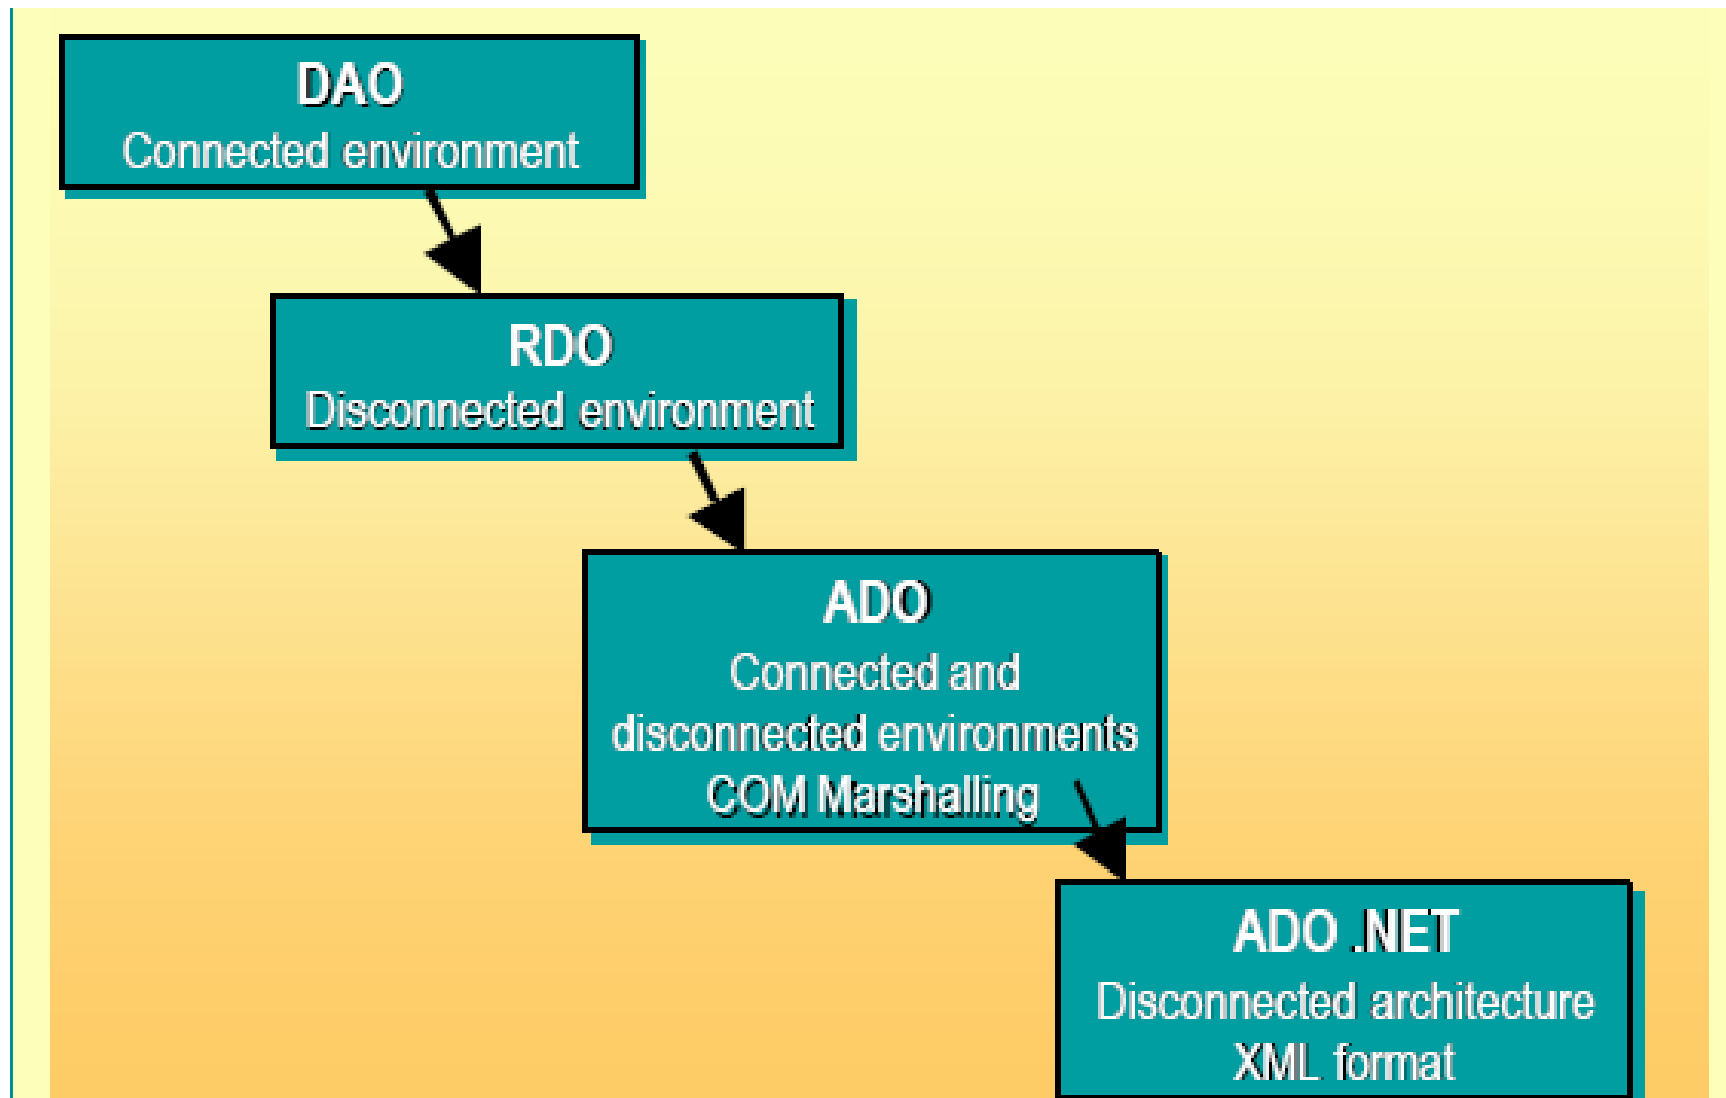 DAO
Connected environment
RDO
Disconnected environment
ADO
Connected and
disconnected environments
COM Marshalling
ADO .NET
Disconnected architecture
XML format